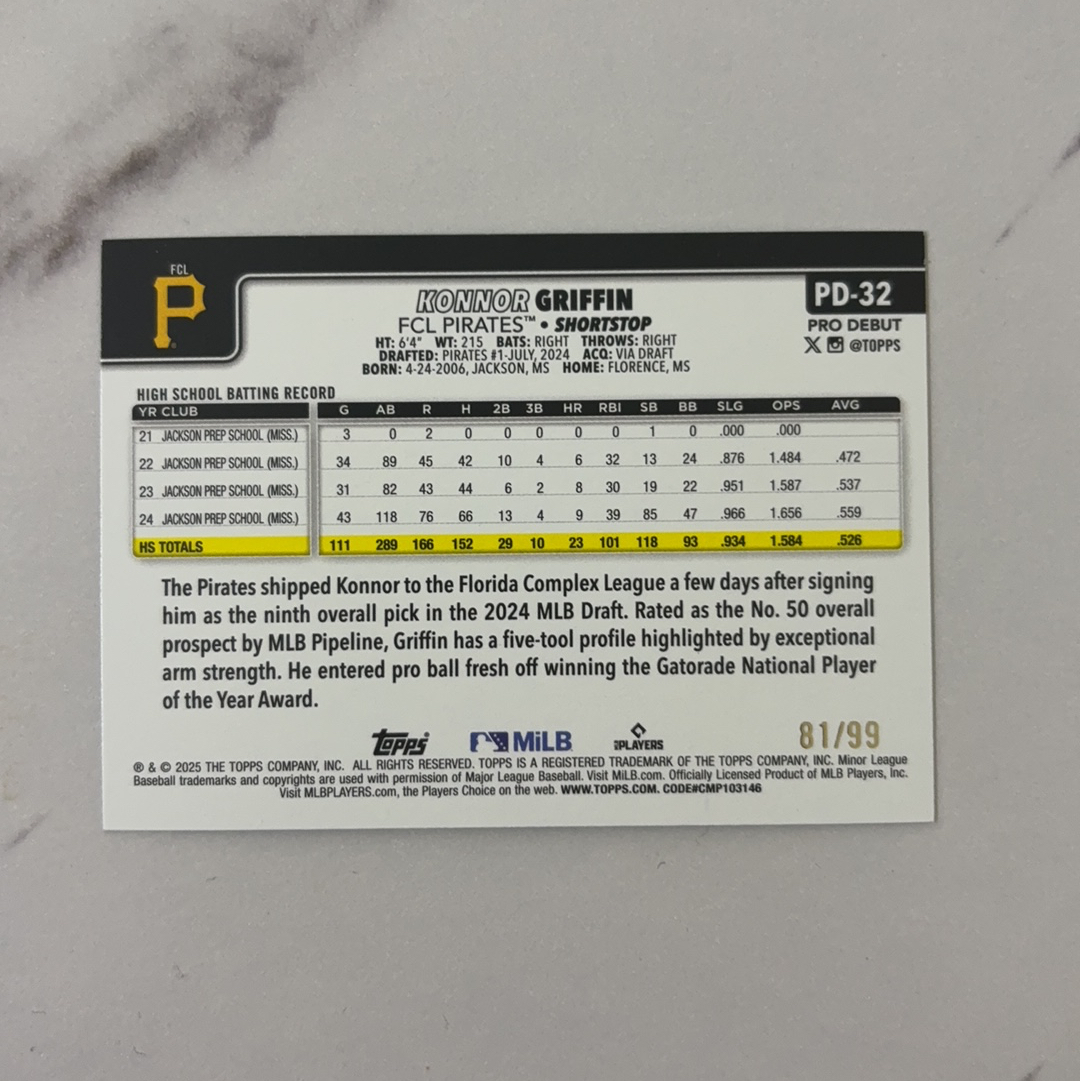 FCL
P
KONNOR GRIFFIN
PD-32
FCL PIRATES™ • SHORTSTOP
PRO DEBUT
HT: 6'4" WT: 215 BATS: RIGHT THROWS: RIGHT
@TOPPS
DRAFTED: PIRATES #1-JULY, 2024 ACQ: VIA DRAFT
BORN: 4-24-2006, JACKSON, MS HOME: FLORENCE, MS
HIGH SCHOOL BATTING RECORD
YR CLUB G AB R H 2B 3B HR RBI SB BB SLG OPS AVG
21 JACKSON PREP SCHOOL (MISS.) 3 0 2 0 0 0 0 0 1 0 .000 .000
22 JACKSON PREP SCHOOL (MISS.) 34 89 45 42 10 4 6 32 13 24 .876 1.484 .472
23 JACKSON PREP SCHOOL (MISS.) 31 82 43 44 6 2 8 30 19 22 .951 1.587 .537
24 JACKSON PREP SCHOOL (MISS.) 43 118 76 66 13 4 9 39 85 47 .966 1.656 .559
HS TOTALS 111 289 166 152 29 10 23 101 118 93 .934 1.584 .526
The Pirates shipped Konnor to the Florida Complex League a few days after signing
him as the ninth overall pick in the 2024 MLB Draft. Rated as the No. 50 overall
prospect by MLB Pipeline, Griffin has a five-tool profile highlighted by exceptional
arm strength. He entered pro ball fresh off winning the Gatorade National Player
of the Year Award.
81/99
Topps MiLB PLAYERS
® & © 2025 THE TOPPS COMPANY, INC. ALL RIGHTS RESERVED. TOPPS IS A REGISTERED TRADEMARK OF THE TOPPS COMPANY, INC. Minor League
Baseball trademarks and copyrights are used with permission of Major League Baseball. Visit MiLB.com. Officially Licensed Product of MLB Players, Inc.
Visit MLBPLAYERS.com, the Players Choice on the web. WWW.TOPPS.COM. CODE#CMP103146